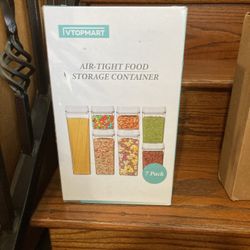 VTOPMART
AIR-TIGHT FOOD
STORAGE CONTAINER
7 Pack